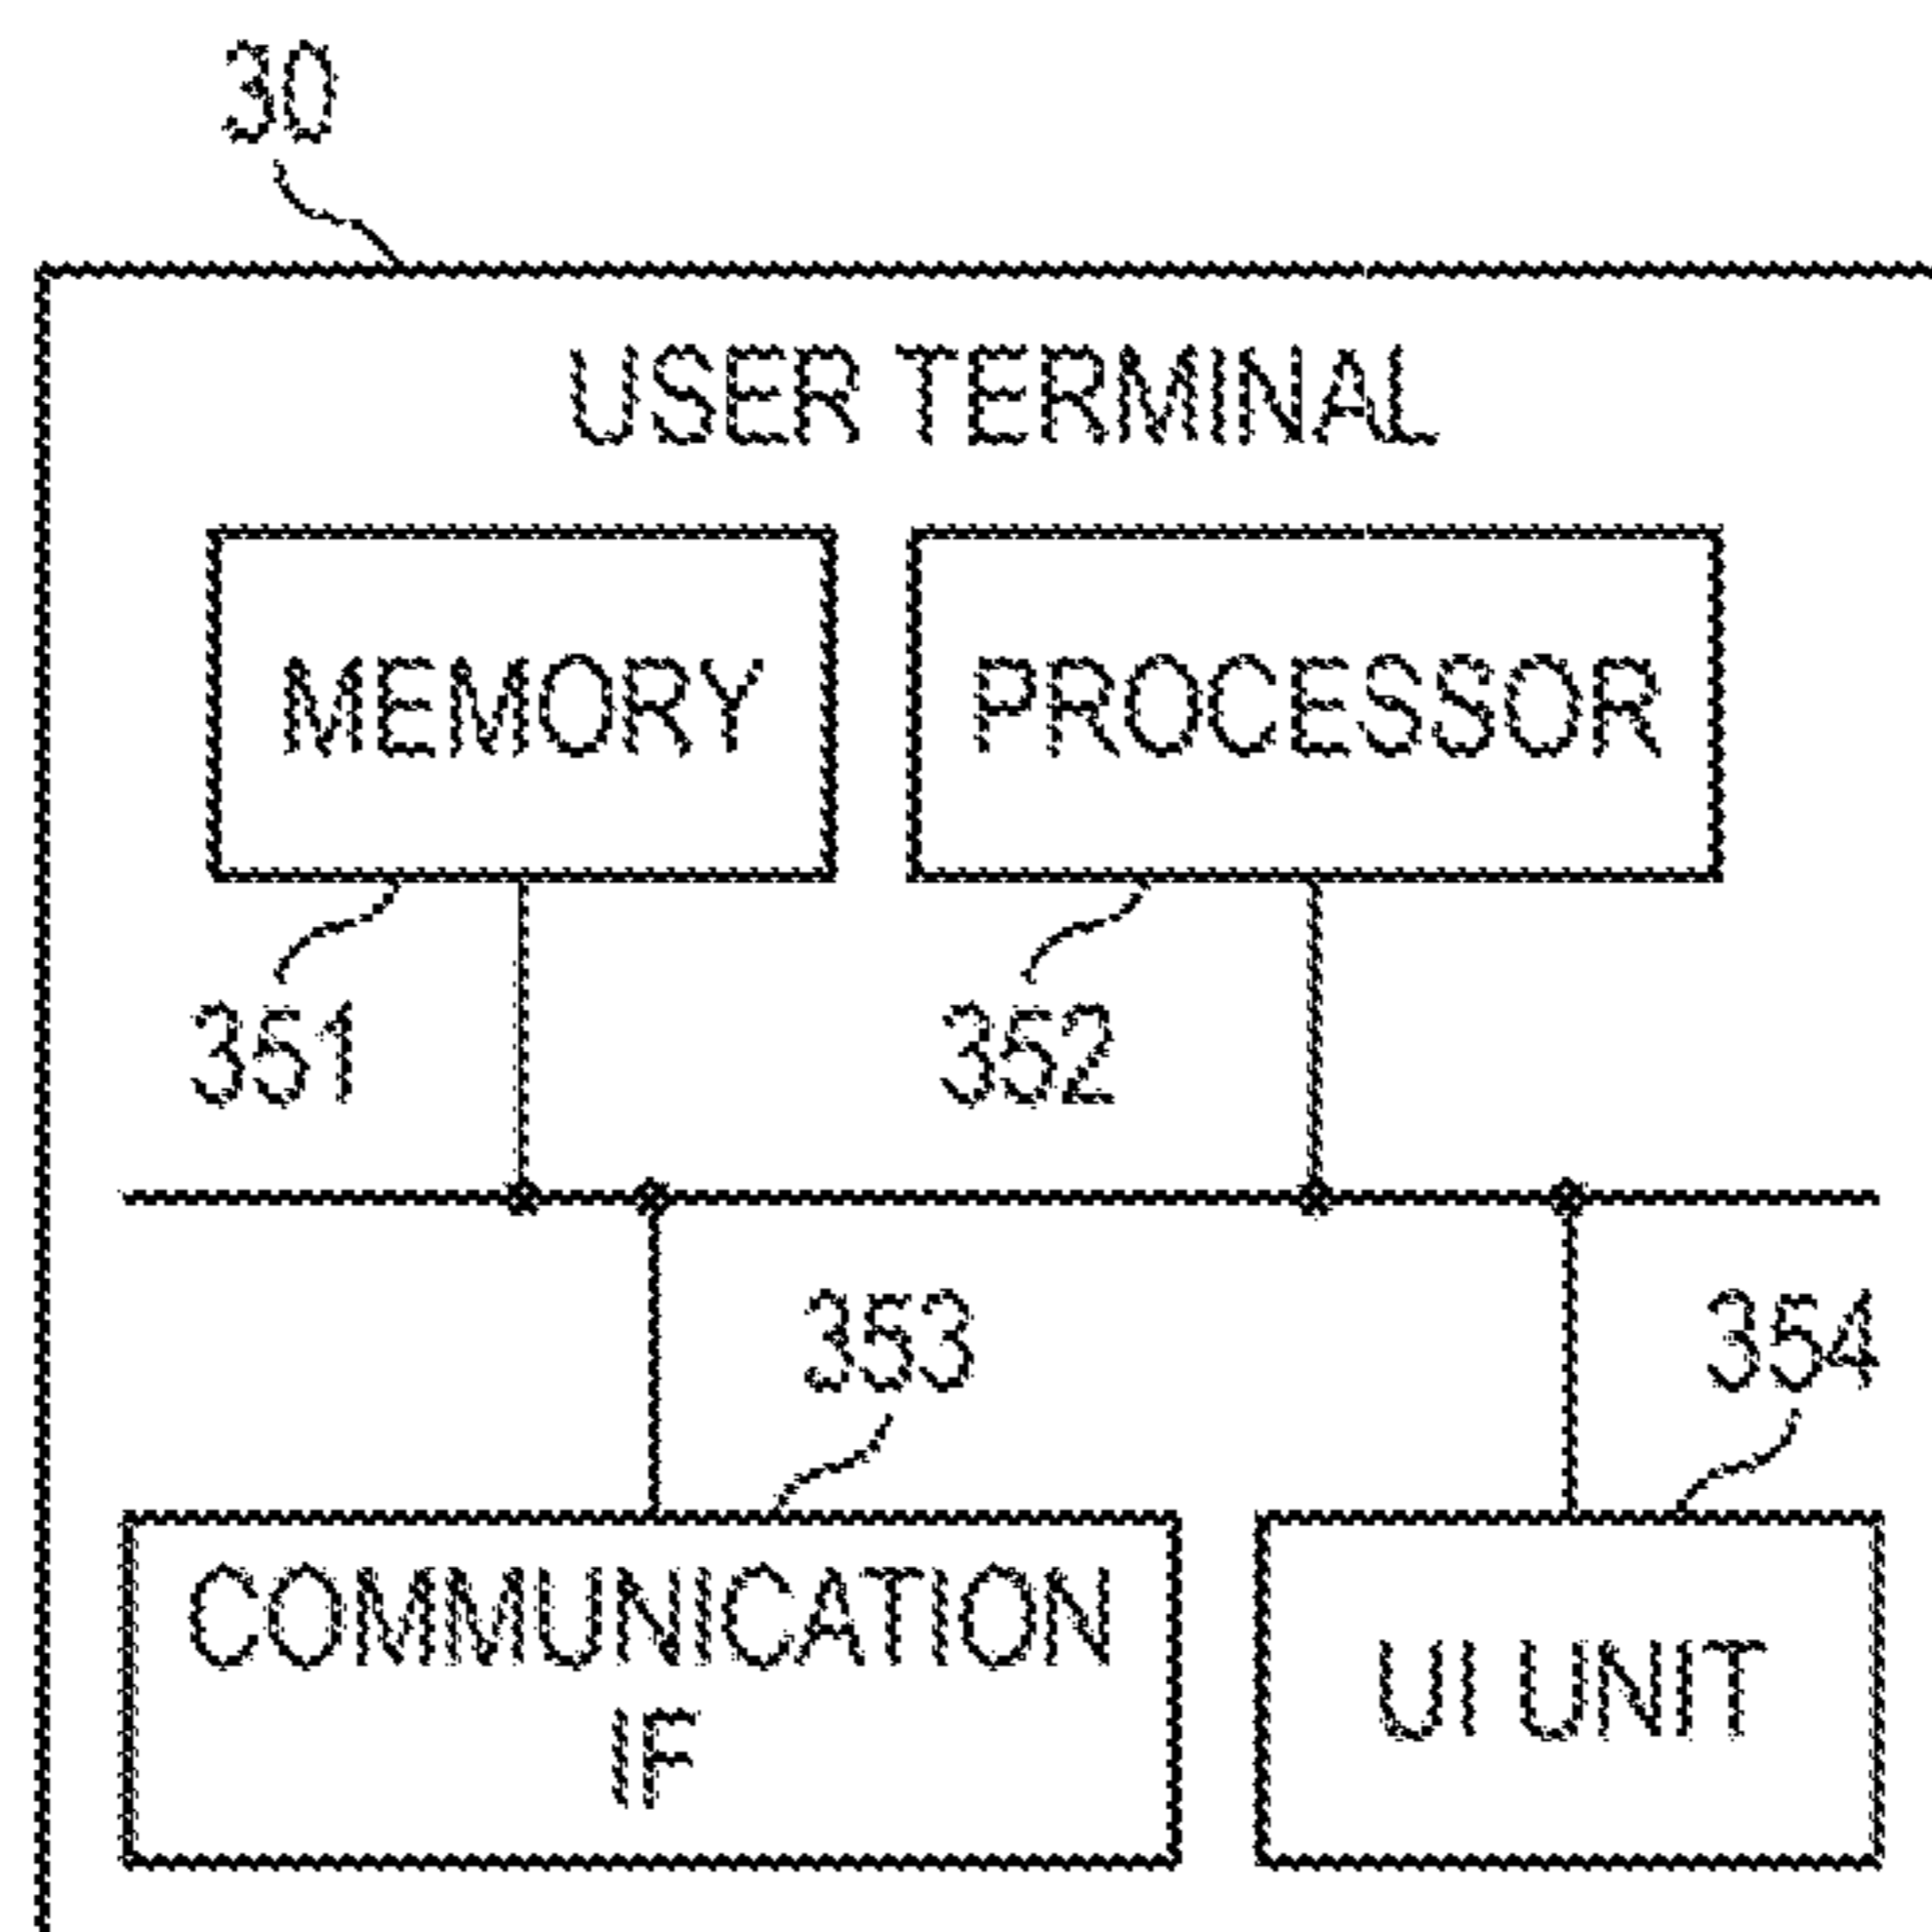 30
USER TERMINAL
MEMORY
PROCESSOR
351
352
353
354
COMMUNICATION
IF
UI UNIT